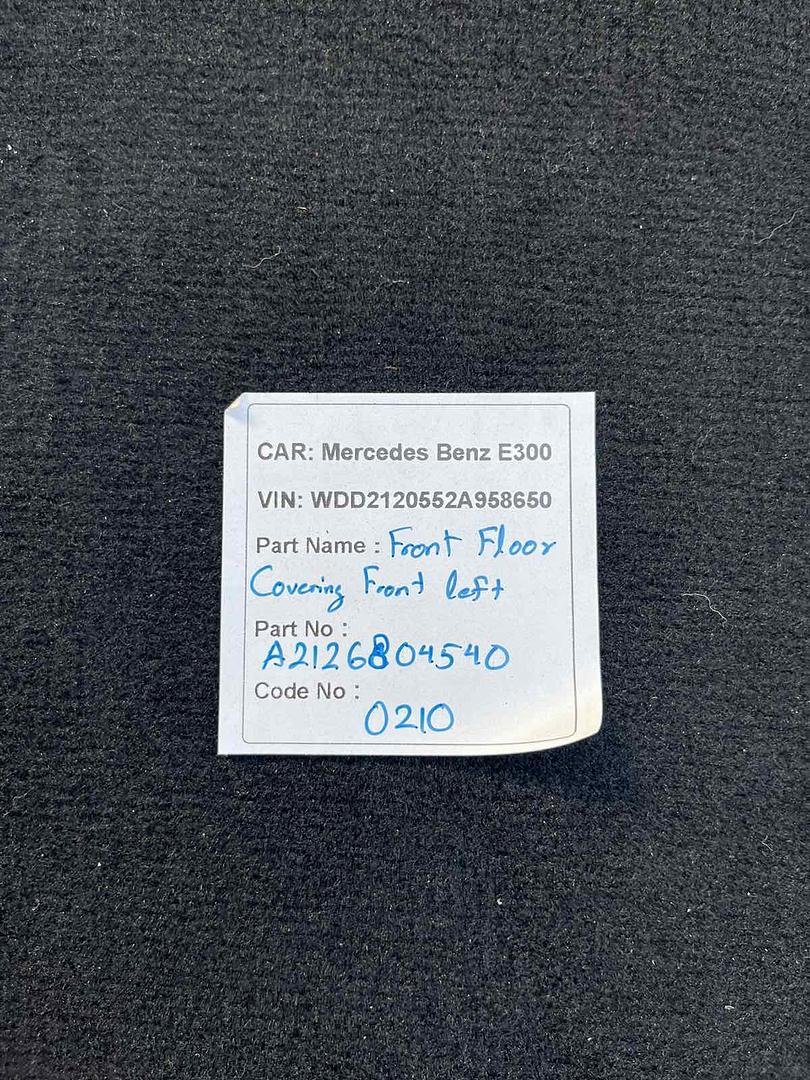 CAR: Mercedes Benz E300
VIN: WDD2120552A958650
Part Name : Front Floor
Covering Front left
Part No :
A2126804540
Code No :
0210